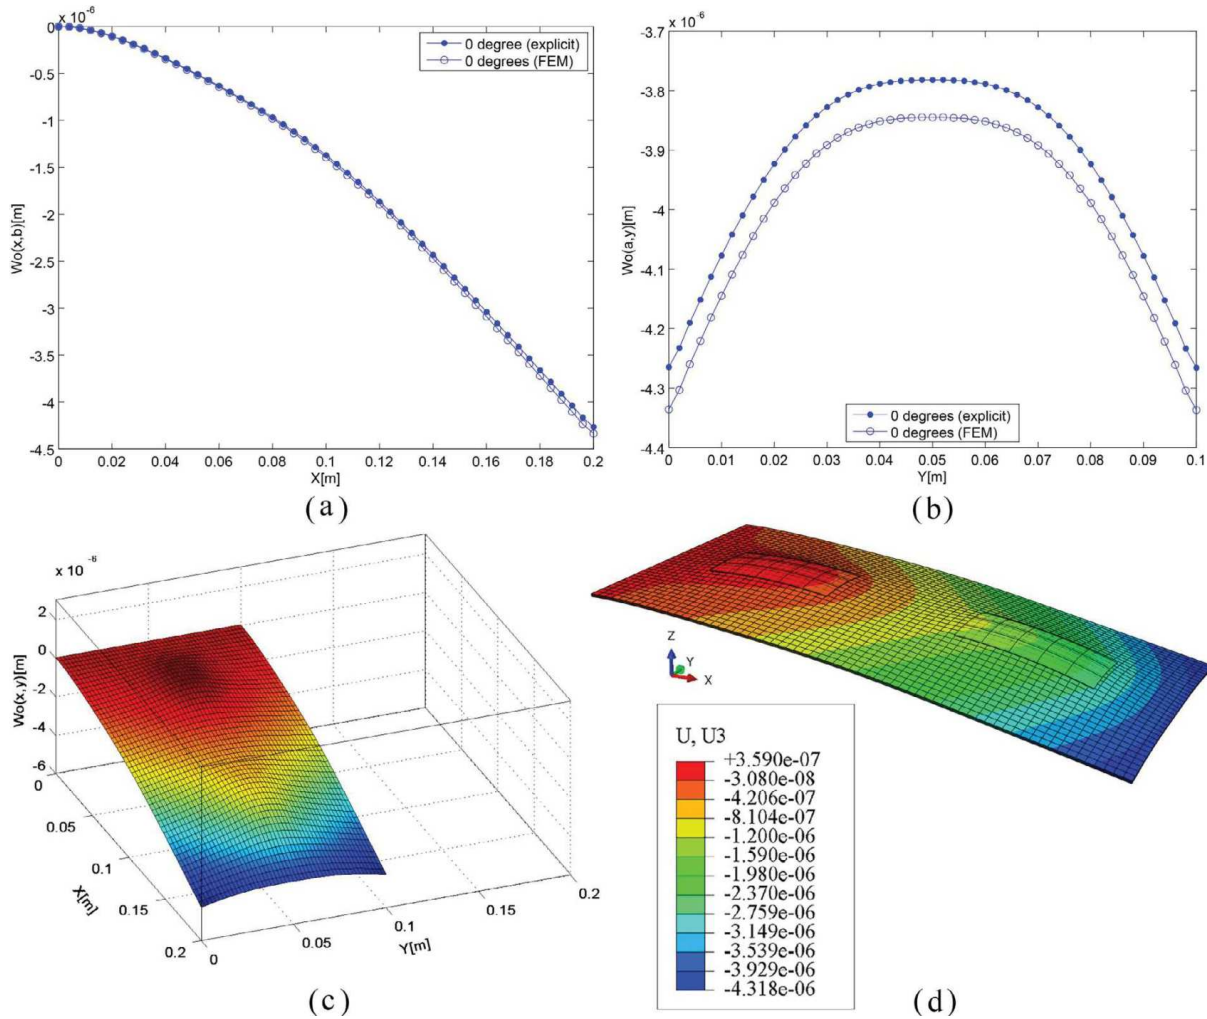 x 10⁻⁶
0
-0.5
-1
-1.5
-2
-2.5
-3
-3.5
-4
-4.5
Wo(x,b)[m]
0 degree (explicit)
0 degrees (FEM)
0 0.02 0.04 0.06 0.08 0.1 0.12 0.14 0.16 0.18 0.2
X[m]
(a)
x 10⁻⁶
-3.7
-3.8
-3.9
-4
-4.1
-4.2
-4.3
-4.4
Wo(a,y)[m]
0 degrees (explicit)
0 degrees (FEM)
0 0.01 0.02 0.03 0.04 0.05 0.06 0.07 0.08 0.09 0.1
Y[m]
(b)
x 10⁻⁶
2
0
-2
-4
-6
Wo(x,y)[m]
0
0.05
0.1
0.15
0.2
X[m]
0
0.05
0.1
0.15
0.2
Y[m]
(c)
Z
Y
X
U, U3
+3.590e-07
-3.080e-08
-4.206e-07
-8.104e-07
-1.200e-06
-1.590e-06
-1.980e-06
-2.370e-06
-2.759e-06
-3.149e-06
-3.539e-06
-3.929e-06
-4.318e-06
(d)